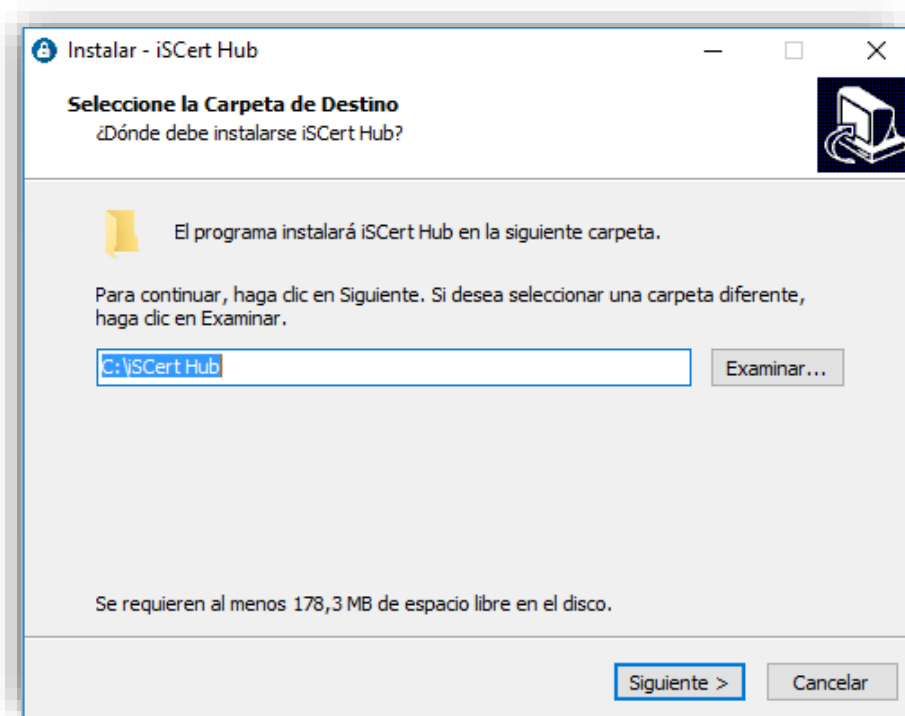 Instalar - iSCert Hub
Seleccione la Carpeta de Destino
¿Dónde debe instalarse iSCert Hub?
El programa instalará iSCert Hub en la siguiente carpeta.
Para continuar, haga clic en Siguiente. Si desea seleccionar una carpeta diferente,
haga clic en Examinar.
C:\iSCert Hub
Examinar...
Se requieren al menos 178,3 MB de espacio libre en el disco.
Siguiente >
Cancelar